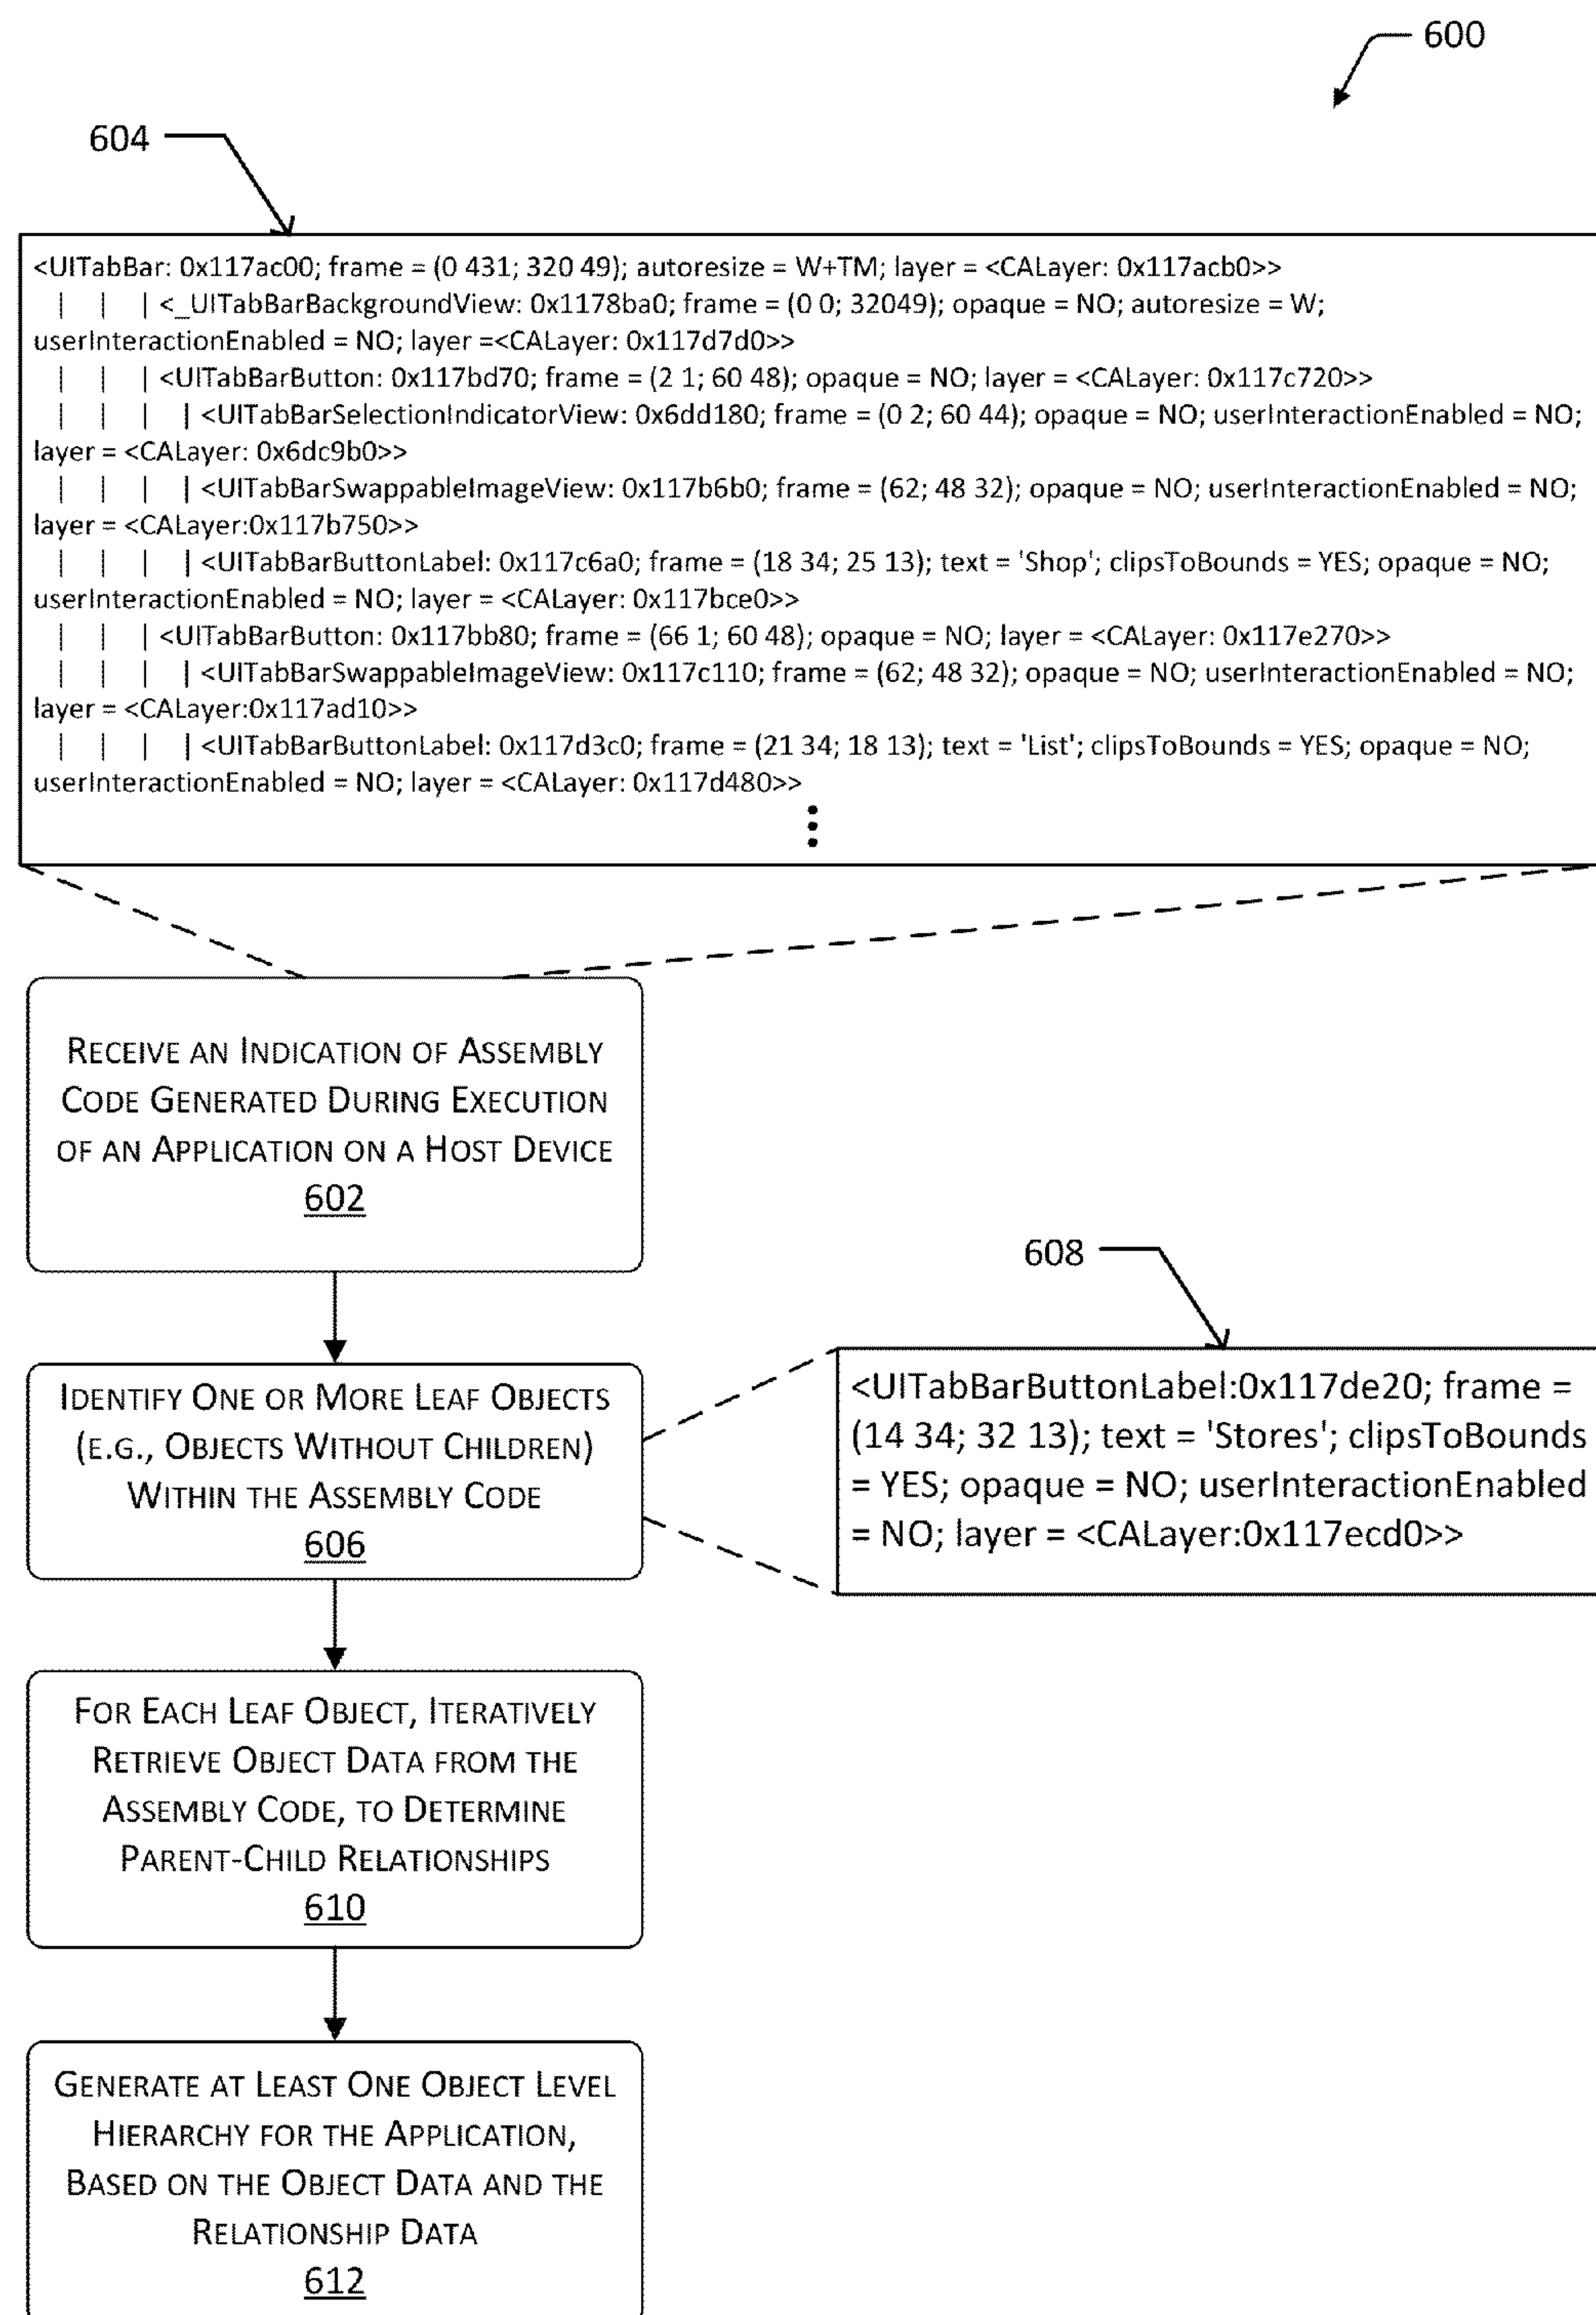 600
604
<UITabBar: 0x117ac00; frame = (0 431; 320 49); autoresize = W+TM; layer = <CALayer: 0x117acb0>>
| | | <_UITabBarBackgroundView: 0x1178ba0; frame = (0 0; 32049); opaque = NO; autoresize = W;
userInteractionEnabled = NO; layer =<CALayer: 0x117d7d0>>
| | | <UITabBarButton: 0x117bd70; frame = (2 1; 60 48); opaque = NO; layer = <CALayer: 0x117c720>>
| | | | <UITabBarSelectionIndicatorView: 0x6dd180; frame = (0 2; 60 44); opaque = NO; userInteractionEnabled = NO;
layer = <CALayer: 0x6dc9b0>>
| | | | <UITabBarSwappableImageView: 0x117b6b0; frame = (62; 48 32); opaque = NO; userInteractionEnabled = NO;
layer = <CALayer:0x117b750>>
| | | | <UITabBarButtonLabel: 0x117c6a0; frame = (18 34; 25 13); text = 'Shop'; clipsToBounds = YES; opaque = NO;
userInteractionEnabled = NO; layer = <CALayer: 0x117bce0>>
| | | <UITabBarButton: 0x117bb80; frame = (66 1; 60 48); opaque = NO; layer = <CALayer: 0x117e270>>
| | | | <UITabBarSwappableImageView: 0x117c110; frame = (62; 48 32); opaque = NO; userInteractionEnabled = NO;
layer = <CALayer:0x117ad10>>
| | | | <UITabBarButtonLabel: 0x117d3c0; frame = (21 34; 18 13); text = 'List'; clipsToBounds = YES; opaque = NO;
userInteractionEnabled = NO; layer = <CALayer: 0x117d480>>
RECEIVE AN INDICATION OF ASSEMBLY
CODE GENERATED DURING EXECUTION
OF AN APPLICATION ON A HOST DEVICE
602
IDENTIFY ONE OR MORE LEAF OBJECTS
(E.G., OBJECTS WITHOUT CHILDREN)
WITHIN THE ASSEMBLY CODE
606
608
<UITabBarButtonLabel:0x117de20; frame =
(14 34; 32 13); text = 'Stores'; clipsToBounds
= YES; opaque = NO; userInteractionEnabled
= NO; layer = <CALayer:0x117ecd0>>
FOR EACH LEAF OBJECT, ITERATIVELY
RETRIEVE OBJECT DATA FROM THE
ASSEMBLY CODE, TO DETERMINE
PARENT-CHILD RELATIONSHIPS
610
GENERATE AT LEAST ONE OBJECT LEVEL
HIERARCHY FOR THE APPLICATION,
BASED ON THE OBJECT DATA AND THE
RELATIONSHIP DATA
612